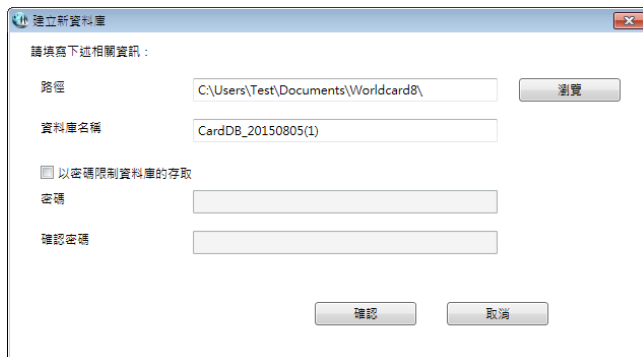 建立新資料庫
請填寫下述相關資訊：
路徑 C:\Users\Test\Documents\Worldcard8\ 瀏覽
資料庫名稱 CardDB_20150805(1)
以密碼限制資料庫的存取
密碼
確認密碼
確認 取消